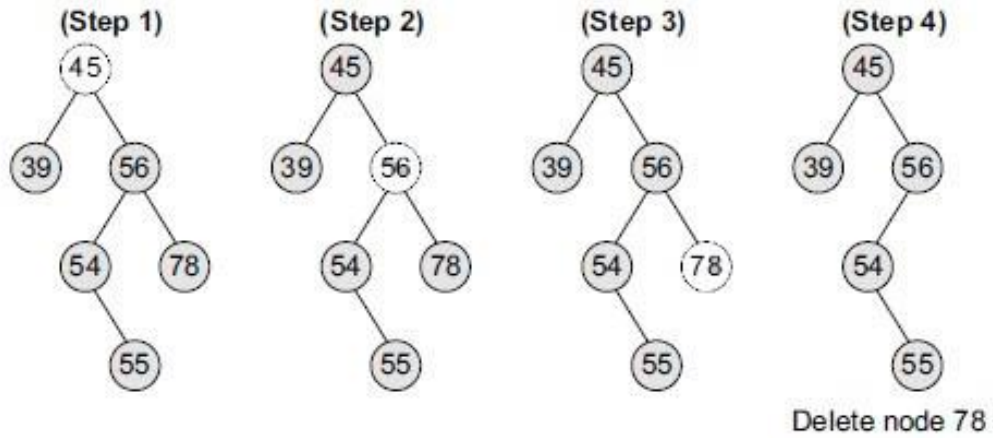 (Step 1) (Step 2) (Step 3) (Step 4)
45 45 45 45
39 56 39 56 39 56 39 56
54 78 54 78 54 78 54
55 55 55 55
Delete node 78